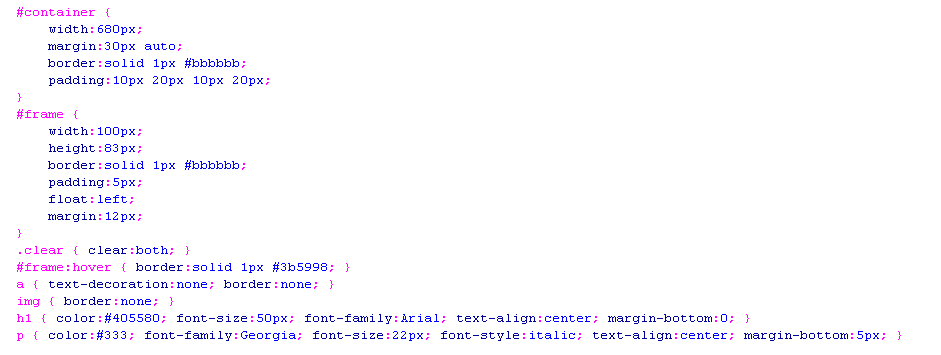 #container {
    width:680px;
    margin:30px auto;
    border:solid 1px #bbbbbb;
    padding:10px 20px 10px 20px;
}
#frame {
    width:100px;
    height:83px;
    border:solid 1px #bbbbbb;
    padding:5px;
    float:left;
    margin:12px;
}
.clear { clear:both; }
#frame:hover { border:solid 1px #3b5998; }
a { text-decoration:none; border:none; }
img { border:none; }
h1 { color:#405580; font-size:50px; font-family:Arial; text-align:center; margin-bottom:0; }
p { color:#333; font-family:Georgia; font-size:22px; font-style:italic; text-align:center; margin-bottom:5px; }